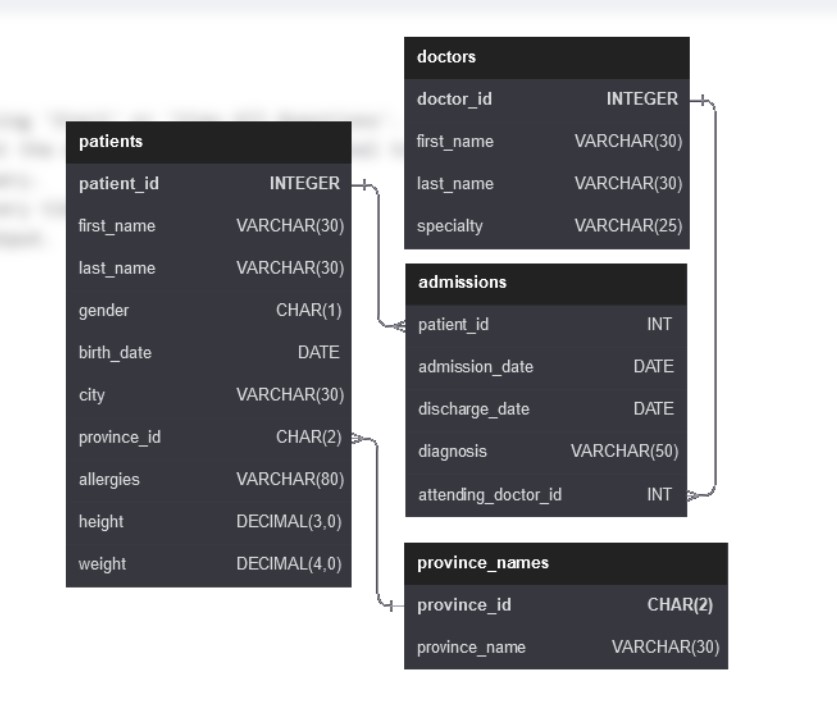 doctors
doctor_id INTEGER
first_name VARCHAR(30)
last_name VARCHAR(30)
specialty VARCHAR(25)
patients
patient_id INTEGER
first_name VARCHAR(30)
last_name VARCHAR(30)
gender CHAR(1)
birth_date DATE
city VARCHAR(30)
province_id CHAR(2)
allergies VARCHAR(80)
height DECIMAL(3,0)
weight DECIMAL(4,0)
admissions
patient_id INT
admission_date DATE
discharge_date DATE
diagnosis VARCHAR(50)
attending_doctor_id INT
province_names
province_id CHAR(2)
province_name VARCHAR(30)